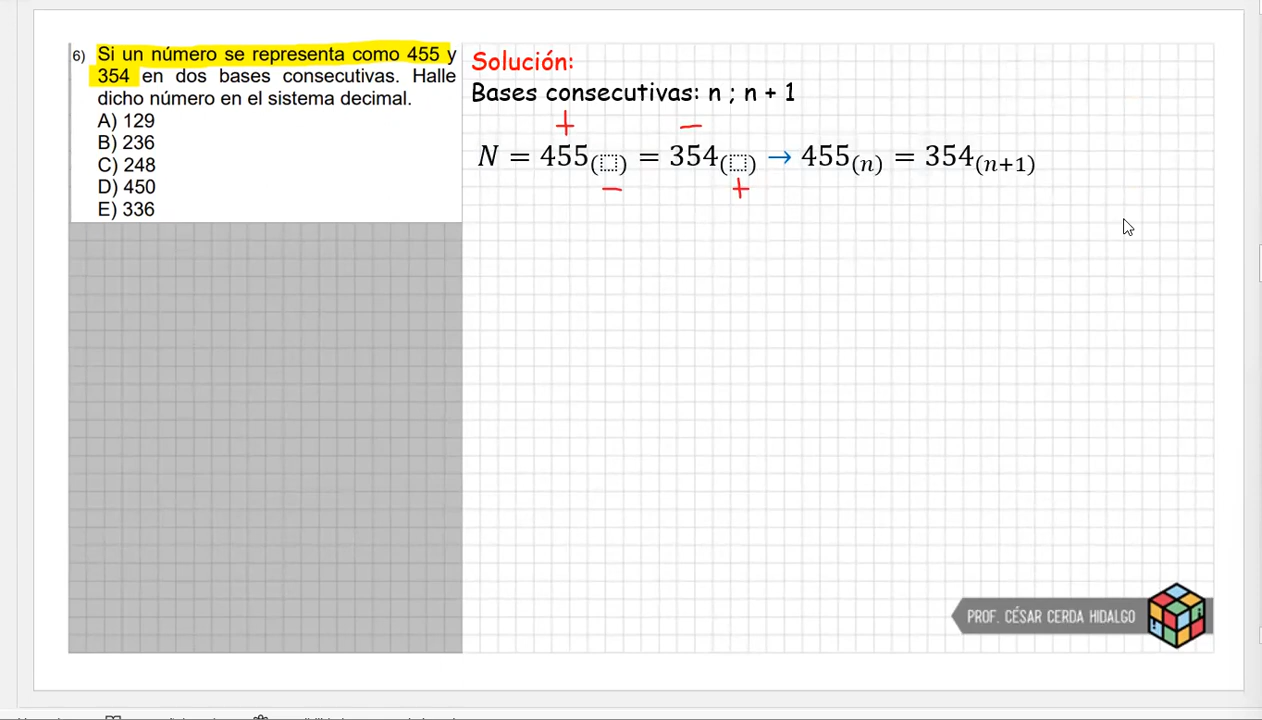 6) Si un número se representa como 455 y
354 en dos bases consecutivas. Halle
dicho número en el sistema decimal.
A) 129
B) 236
C) 248
D) 450
E) 336
Solución:
Bases consecutivas: n ; n + 1
+ −
N = 455(⬚) = 354(⬚) → 455(n) = 354(n+1)
− +
PROF. CÉSAR CERDA HIDALGO